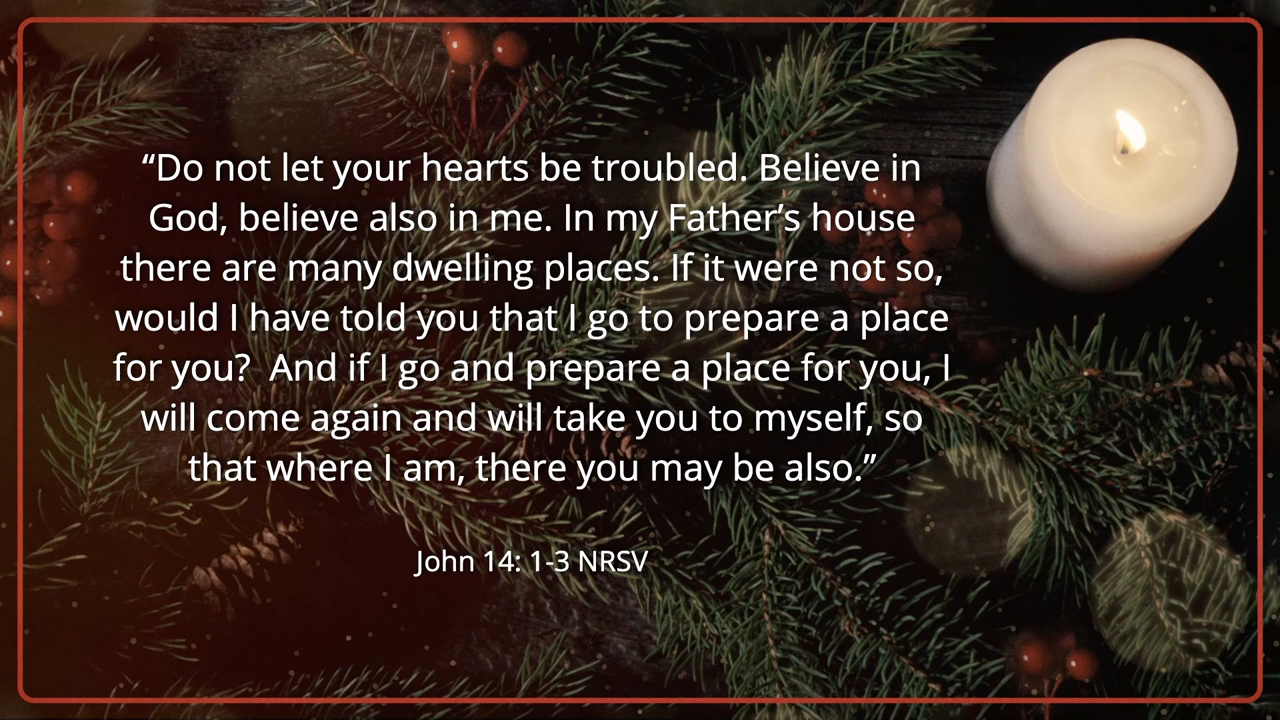 “Do not let your hearts be troubled. Believe in
God, believe also in me. In my Father’s house
there are many dwelling places. If it were not so,
would I have told you that I go to prepare a place
for you?  And if I go and prepare a place for you, I
will come again and will take you to myself, so
that where I am, there you may be also.”
John 14: 1-3 NRSV